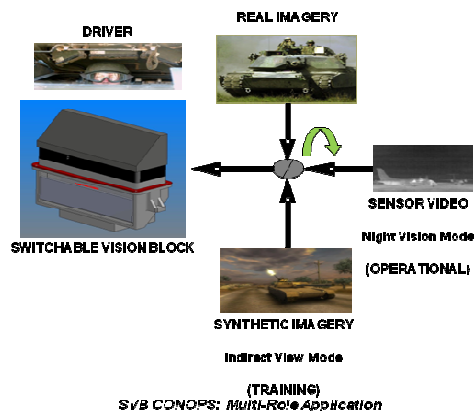 REAL IMAGERY
DRIVER
SENSOR VIDEO
Night Vision Mode
(OPERATIONAL)
SWITCHABLE VISION BLOCK
SYNTHETIC IMAGERY
Indirect View Mode
(TRAINING)
SVB CONOPS: Multi-Role Application